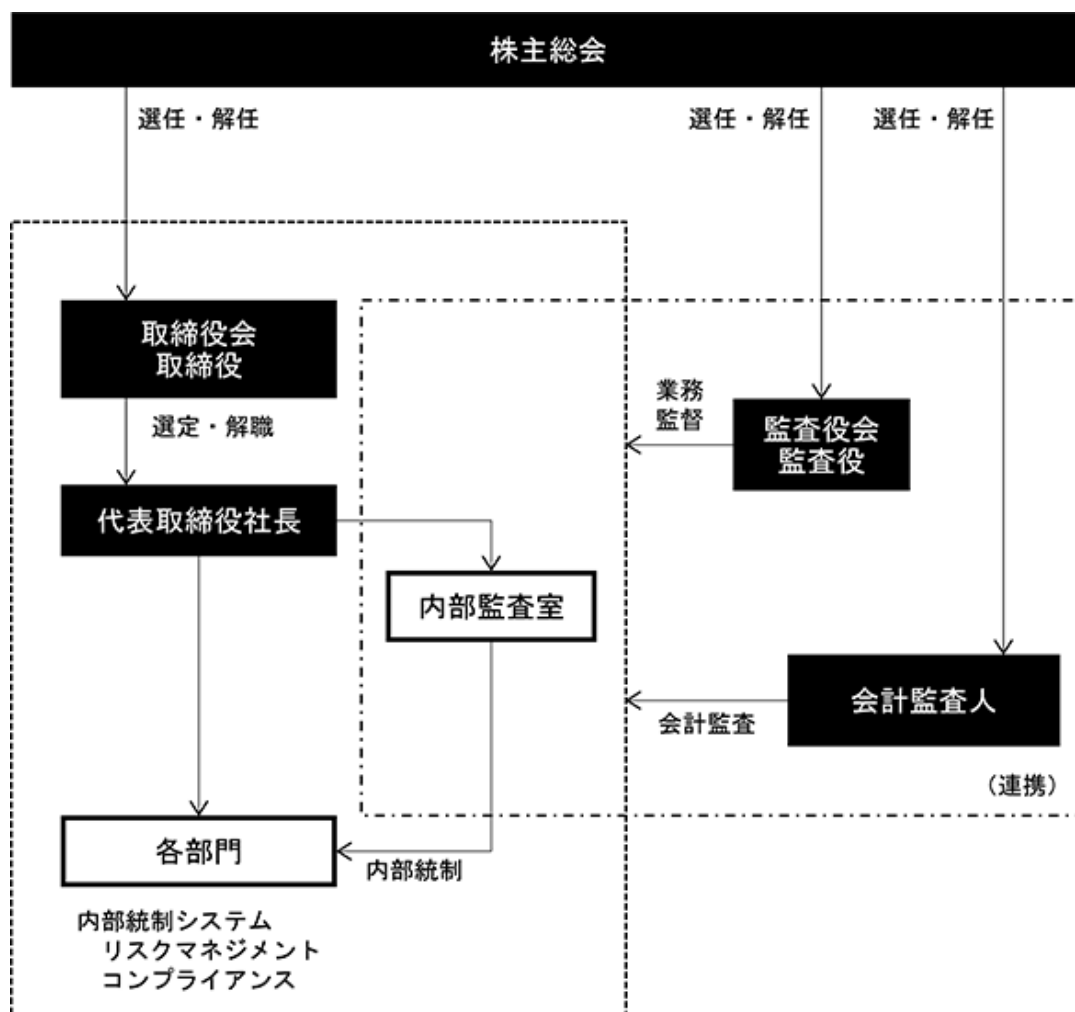 株主総会
選任・解任
選任・解任
選任・解任
取締役会
取締役
選定・解職
業務
監督
監査役会
監査役
代表取締役社長
内部監査室
会計監査人
会計監査
（連携）
各部門
内部統制
内部統制システム
リスクマネジメント
コンプライアンス